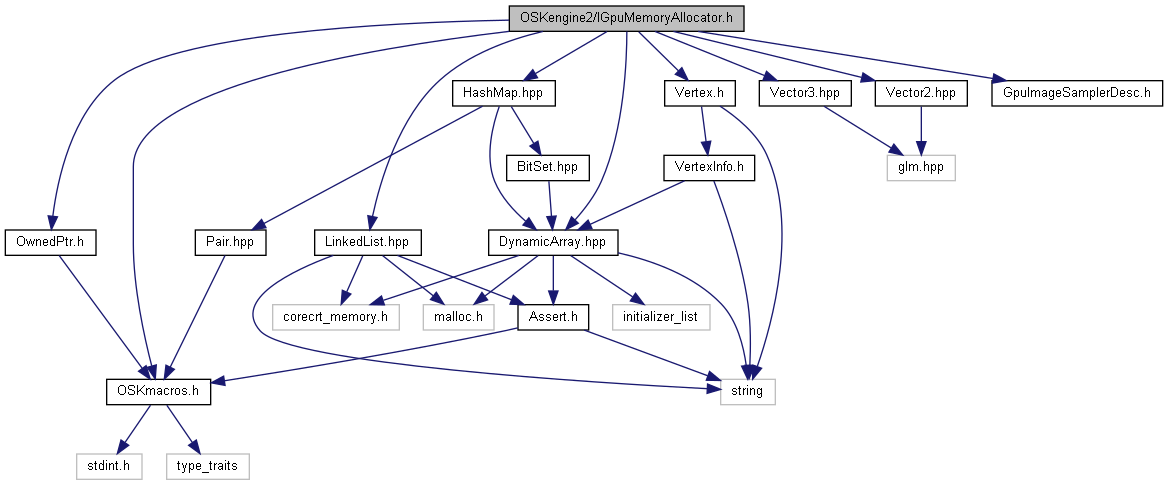 OSKengine2/IGpuMemoryAllocator.h
HashMap.hpp
Vertex.h
Vector3.hpp
Vector2.hpp
GpuImageSamplerDesc.h
BitSet.hpp
VertexInfo.h
glm.hpp
OwnedPtr.h
Pair.hpp
LinkedList.hpp
DynamicArray.hpp
corecrt_memory.h
malloc.h
Assert.h
initializer_list
OSKmacros.h
string
stdint.h
type_traits